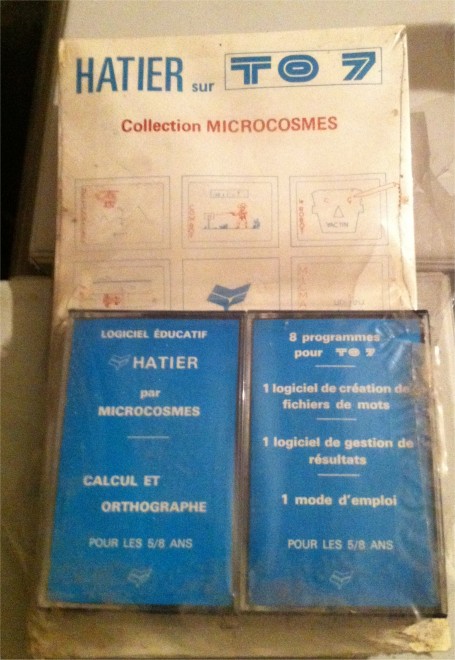 HATIER sur TO 7
Collection MICROCOSMES
LOGICIEL ÉDUCATIF
HATIER
par
MICROCOSMES
CALCUL ET
ORTHOGRAPHE
POUR LES 5/8 ANS
8 programmes
pour TO 7
1 logiciel de création de
fichiers de mots
1 logiciel de gestion de
résultats
1 mode d'emploi
POUR LES 5/8 ANS